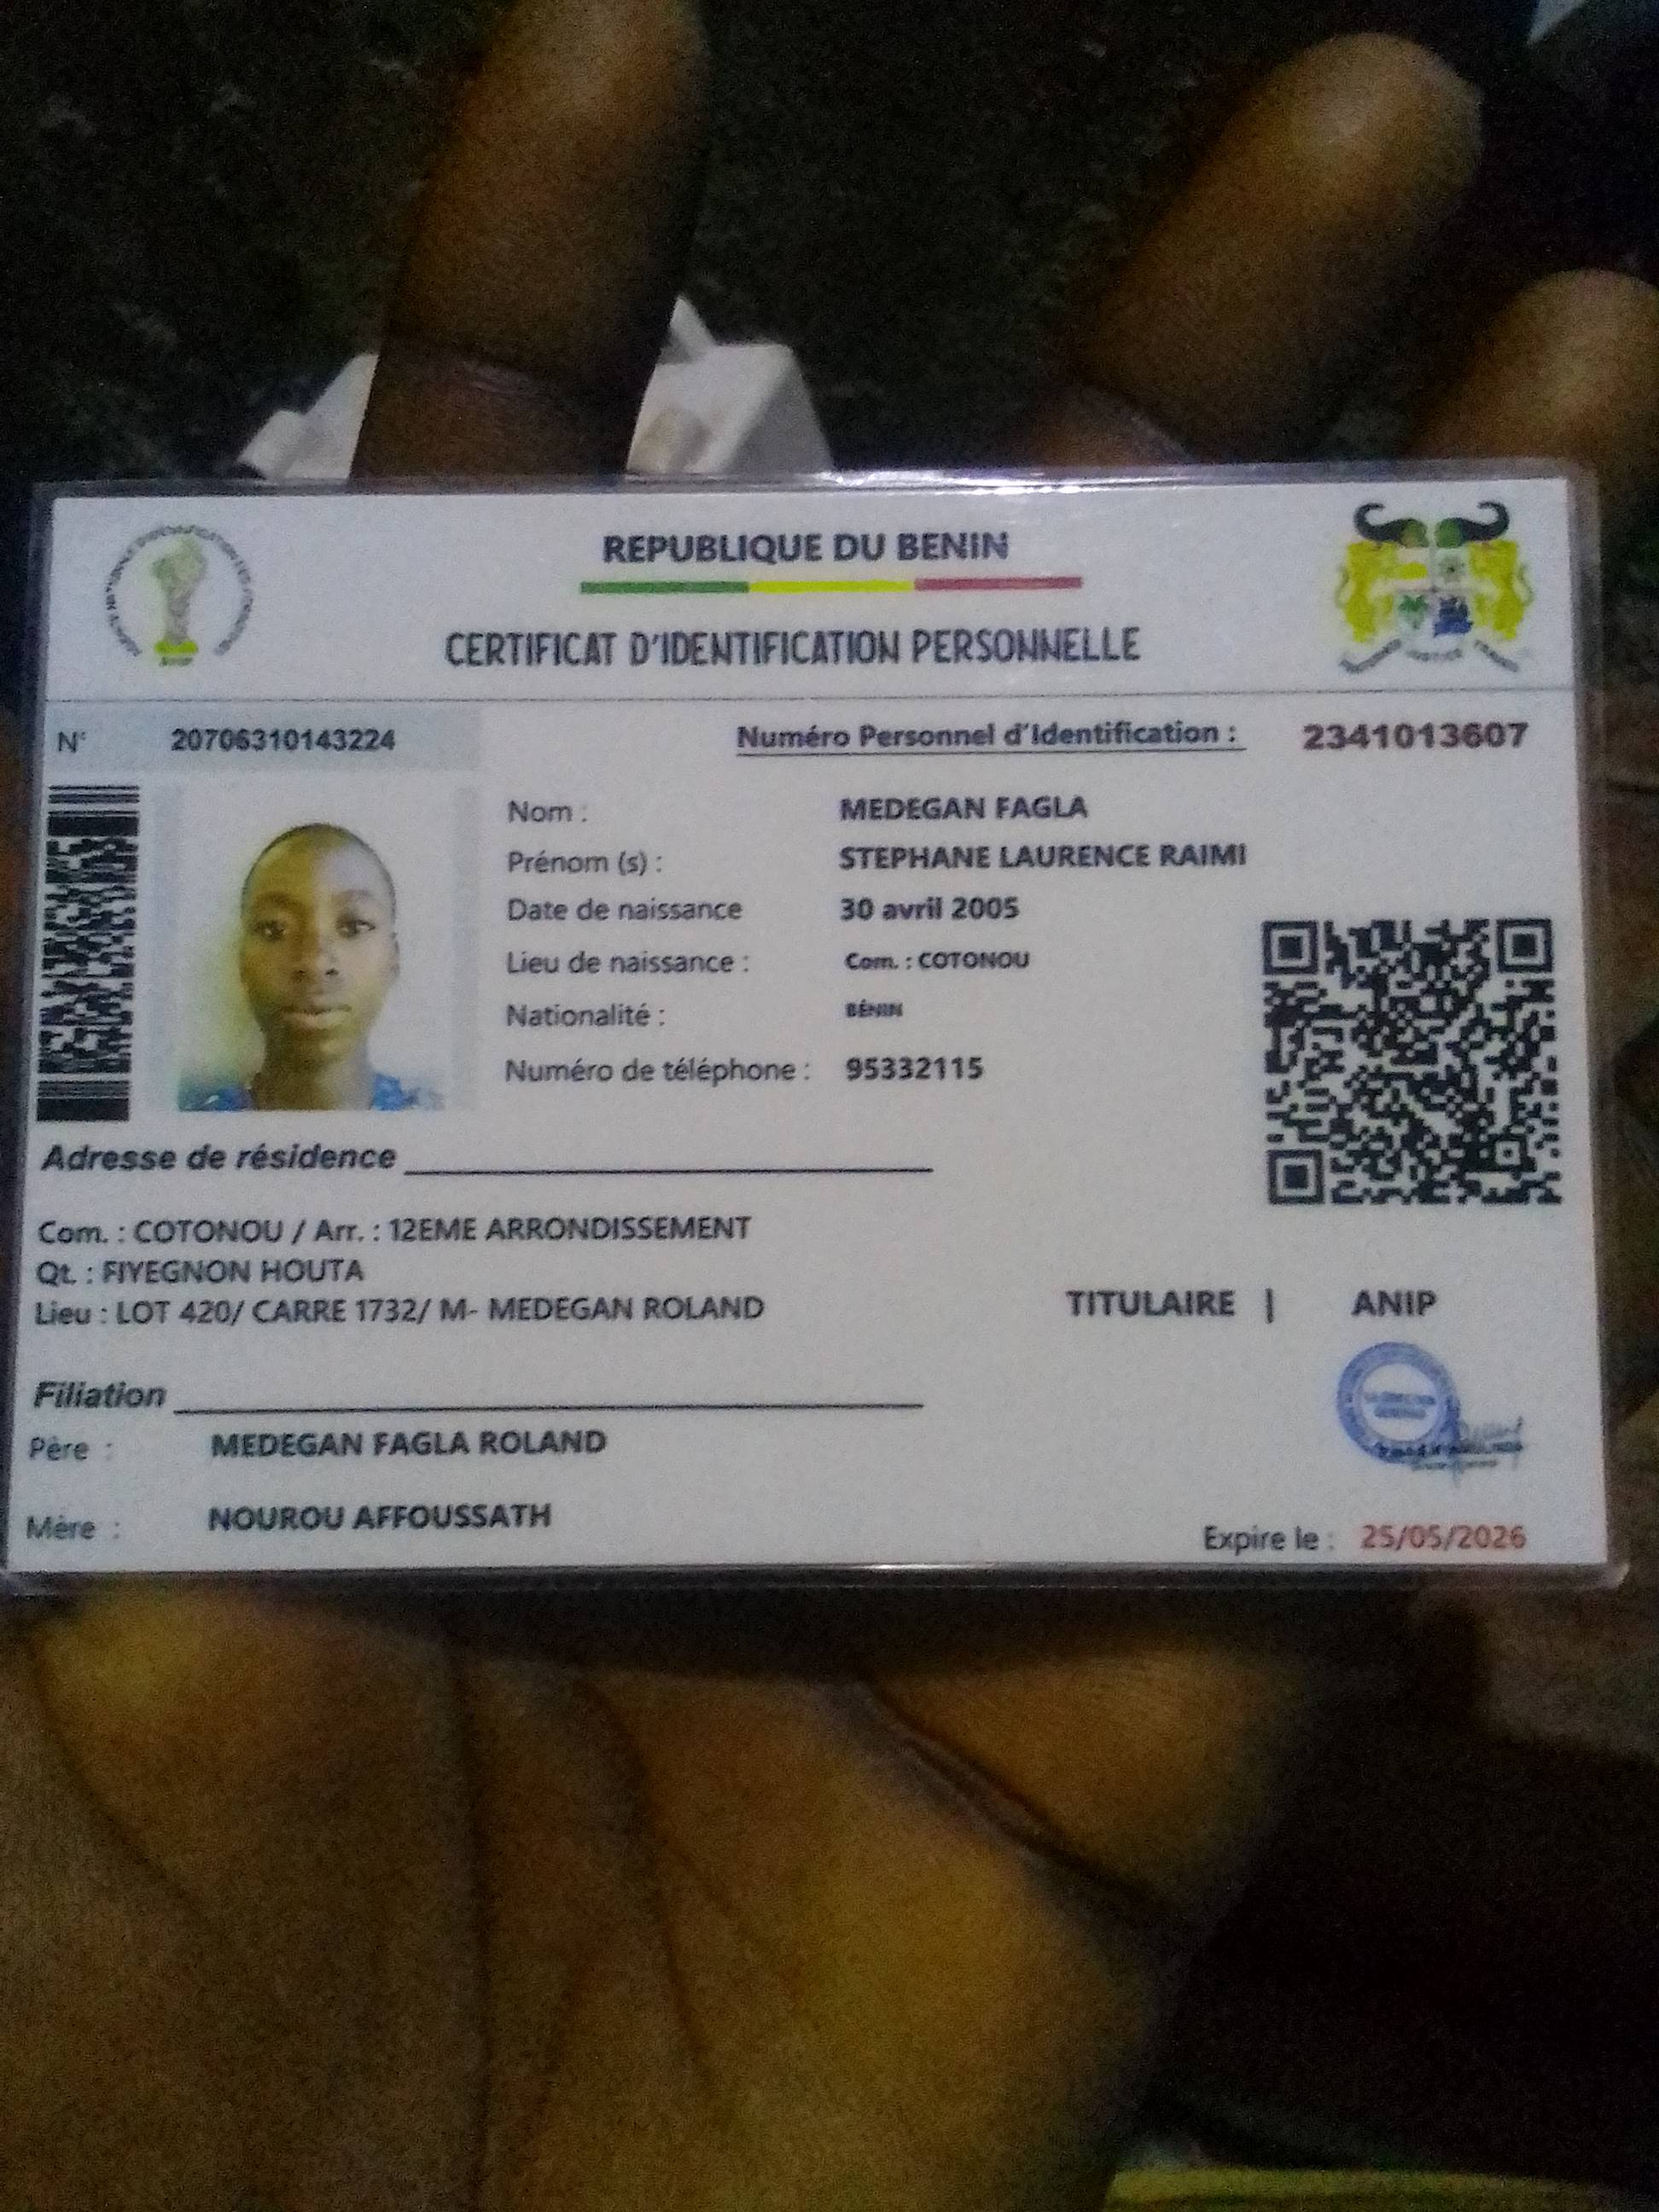 REPUBLIQUE DU BENIN
CERTIFICAT D'IDENTIFICATION PERSONNELLE
N° 20706310143224
Numéro Personnel d'Identification : 2341013607
Nom : MEDEGAN FAGLA
Prénom (s) : STEPHANE LAURENCE RAIMI
Date de naissance 30 avril 2005
Lieu de naissance : Com. : COTONOU
Nationalité : BÉNIN
Numéro de téléphone : 95332115
Adresse de résidence
Com. : COTONOU / Arr. : 12EME ARRONDISSEMENT
Qt. : FIYEGNON HOUTA
Lieu : LOT 420/ CARRE 1732/ M- MEDEGAN ROLAND
TITULAIRE | ANIP
Filiation
Père : MEDEGAN FAGLA ROLAND
Mère : NOUROU AFFOUSSATH
Expire le : 25/05/2026